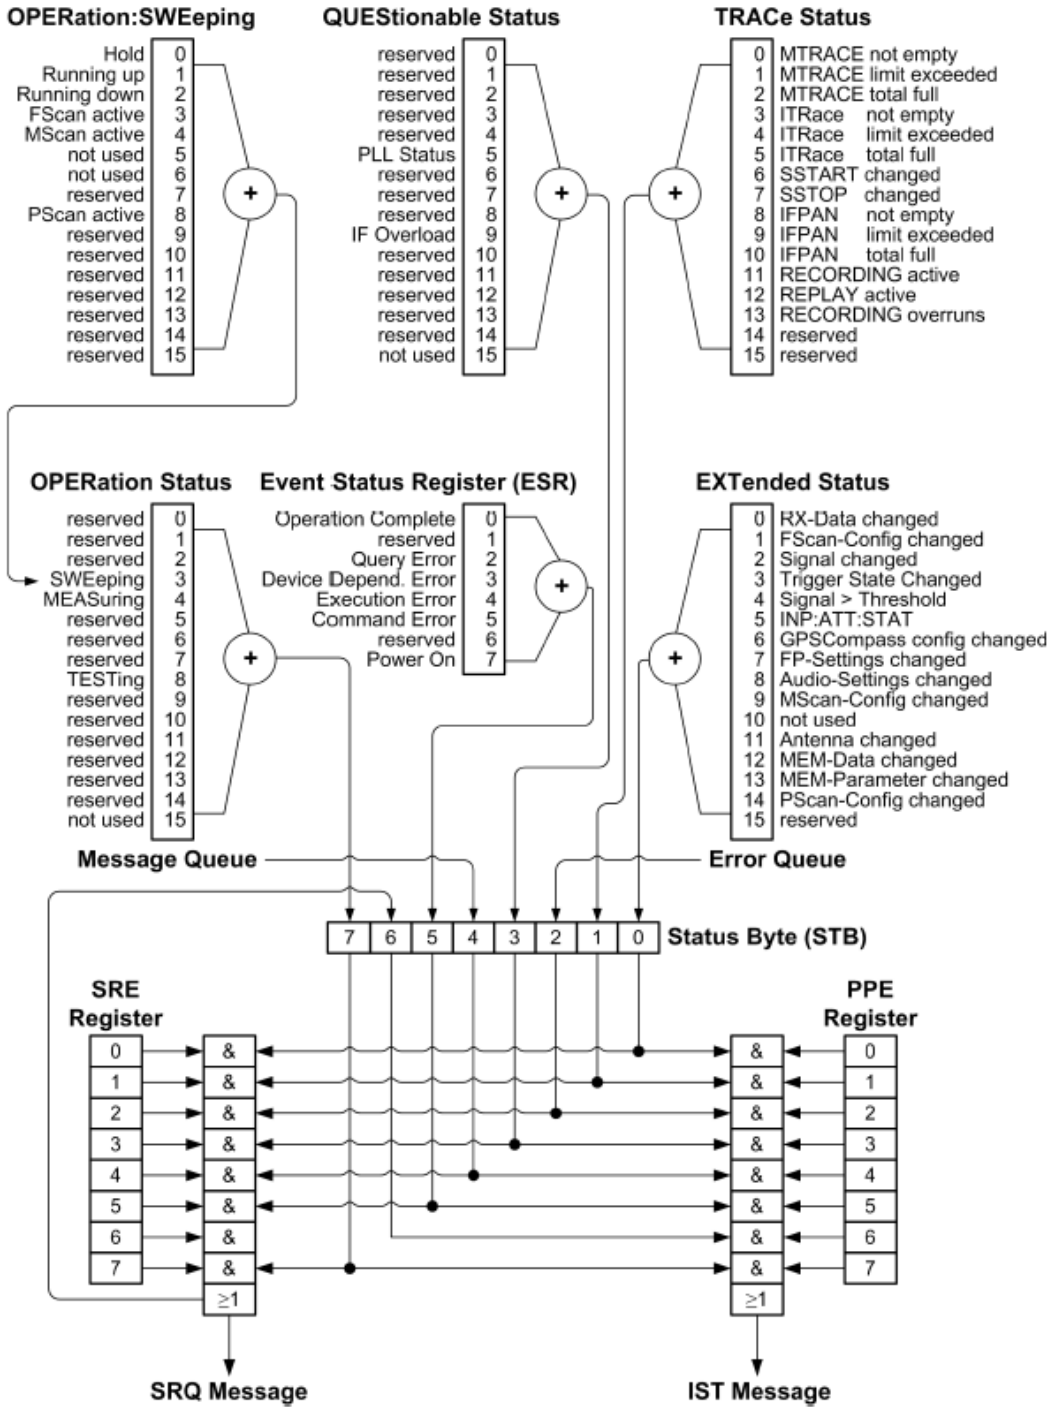 OPERation:SWEeping
Hold 0
Running up 1
Running down 2
FScan active 3
MScan active 4
not used 5
not used 6
reserved 7
PScan active 8
reserved 9
reserved 10
reserved 11
reserved 12
reserved 13
reserved 14
reserved 15
+
QUEStionable Status
reserved 0
reserved 1
reserved 2
reserved 3
reserved 4
PLL Status 5
reserved 6
reserved 7
reserved 8
IF Overload 9
reserved 10
reserved 11
reserved 12
reserved 13
reserved 14
not used 15
+
TRACe Status
0 MTRACE not empty
1 MTRACE limit exceeded
2 MTRACE total full
3 ITRace not empty
4 ITRace limit exceeded
5 ITRace total full
6 SSTART changed
7 SSTOP changed
8 IFPAN not empty
9 IFPAN limit exceeded
10 IFPAN total full
11 RECORDING active
12 REPLAY active
13 RECORDING overruns
14 reserved
15 reserved
+
OPERation Status
reserved 0
reserved 1
reserved 2
SWEeping 3
MEASuring 4
reserved 5
reserved 6
reserved 7
TESTing 8
reserved 9
reserved 10
reserved 11
reserved 12
reserved 13
reserved 14
not used 15
+
Event Status Register (ESR)
Operation Complete 0
reserved 1
Query Error 2
Device Depend. Error 3
Execution Error 4
Command Error 5
reserved 6
Power On 7
+
EXTended Status
0 RX-Data changed
1 FScan-Config changed
2 Signal changed
3 Trigger State Changed
4 Signal > Threshold
5 INP:ATT:STAT
6 GPSCompass config changed
7 FP-Settings changed
8 Audio-Settings changed
9 MScan-Config changed
10 not used
11 Antenna changed
12 MEM-Data changed
13 MEM-Parameter changed
14 PScan-Config changed
15 reserved
+
Message Queue
Error Queue
7 6 5 4 3 2 1 0 Status Byte (STB)
SRE
Register
PPE
Register
0 & & 0
1 & & 1
2 & & 2
3 & & 3
4 & & 4
5 & & 5
6 & & 6
7 & & 7
≥1 ≥1
SRQ Message
IST Message